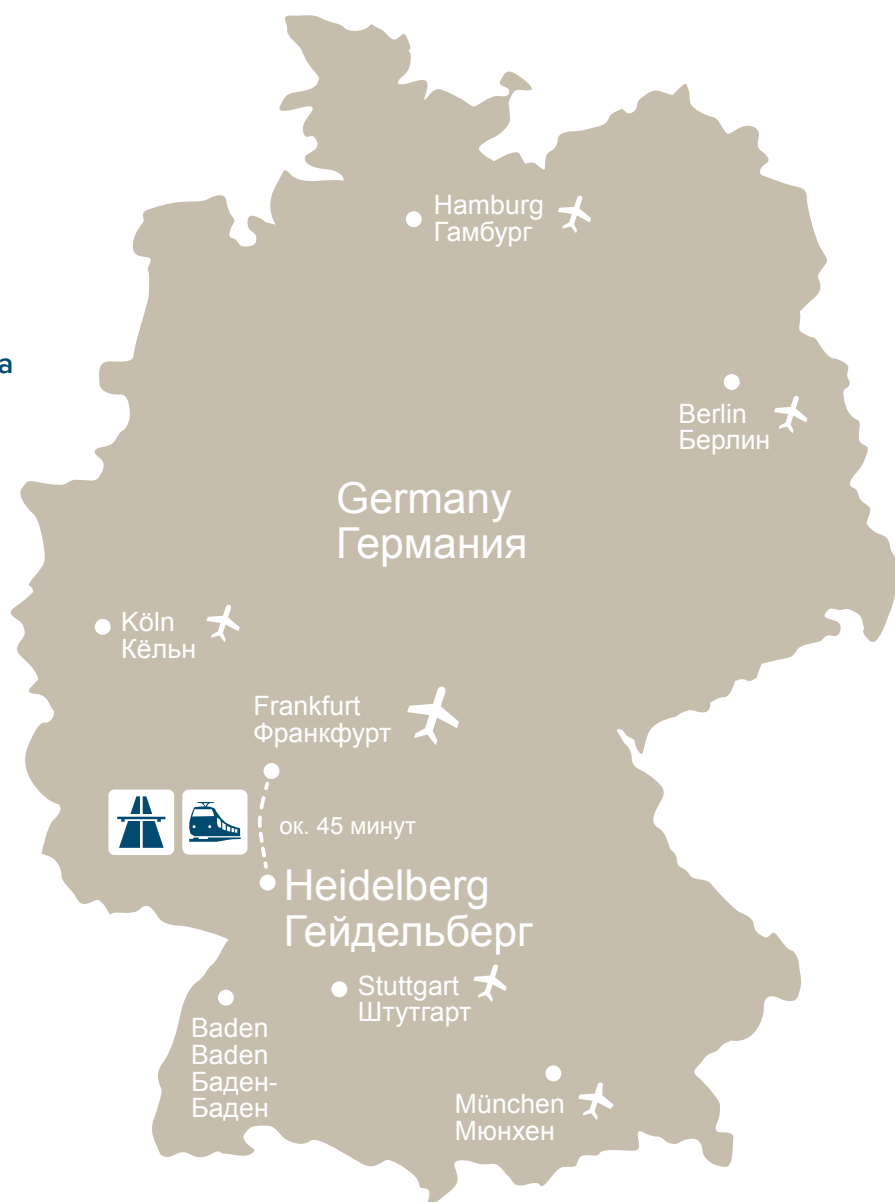 Hamburg
Гамбург
а
Berlin
Берлин
Germany
Германия
Köln
Кёльн
Frankfurt
Франкфурт
ок. 45 минут
Heidelberg
Гейдельберг
Stuttgart
Штутгарт
Baden
Baden
Баден-
Баден
München
Мюнхен